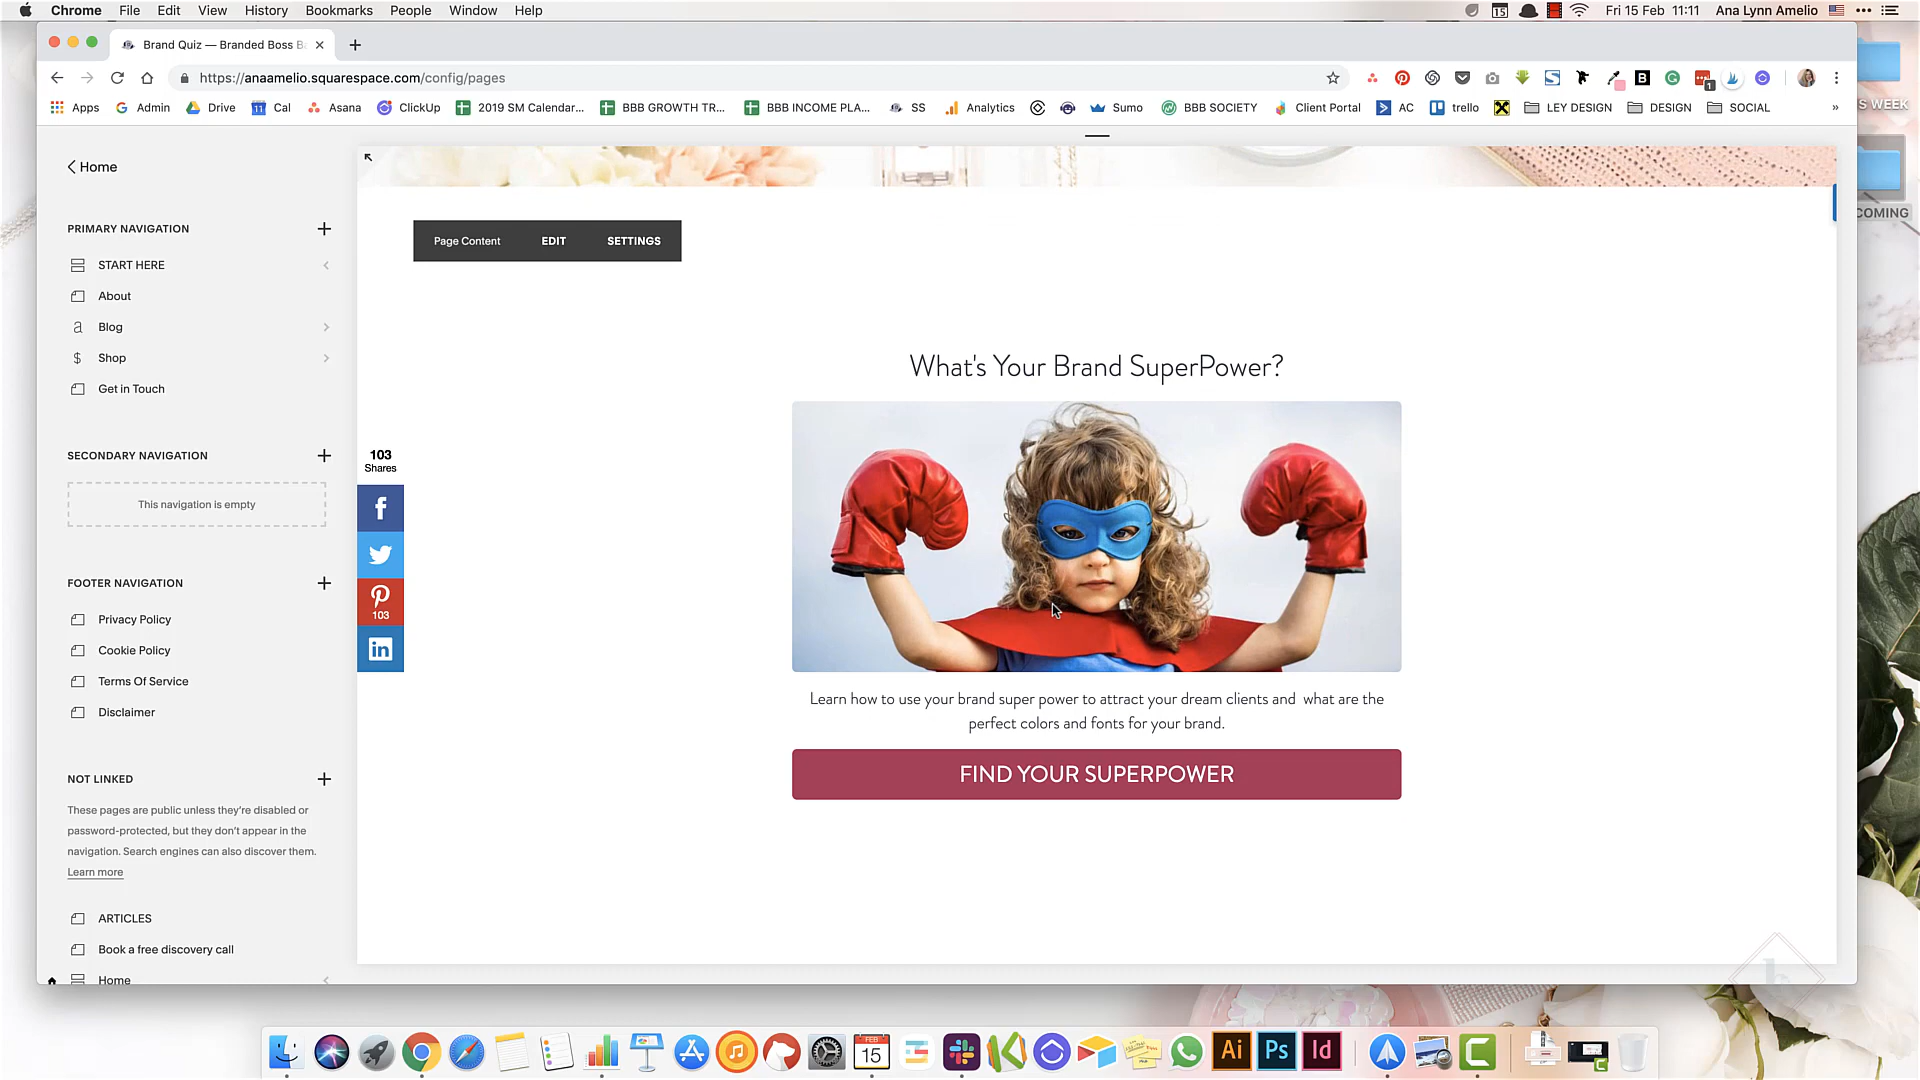 Chrome File Edit View History Bookmarks People Window Help
15 Fri 15 Feb 11:11 Ana Lynn Amelio
Brand Quiz — Branded Boss B
https://anaamelio.squarespace.com/config/pages
Apps Admin Drive Cal Asana ClickUp 2019 SM Calendar... BBB GROWTH TR... BBB INCOME PLA... SS Analytics Sumo BBB SOCIETY Client Portal AC trello LEY DESIGN DESIGN SOCIAL »
S WEEK
COMING
Home
PRIMARY NAVIGATION
START HERE
About
Blog
Shop
Get in Touch
SECONDARY NAVIGATION
This navigation is empty
FOOTER NAVIGATION
Privacy Policy
Cookie Policy
Terms Of Service
Disclaimer
NOT LINKED
These pages are public unless they're disabled or
password-protected, but they don't appear in the
navigation. Search engines can also discover them.
Learn more
ARTICLES
Book a free discovery call
Home
Page Content EDIT SETTINGS
103
Shares
103
What's Your Brand SuperPower?
Learn how to use your brand super power to attract your dream clients and what are the
perfect colors and fonts for your brand.
FIND YOUR SUPERPOWER
FEB
15
Ai Ps Id